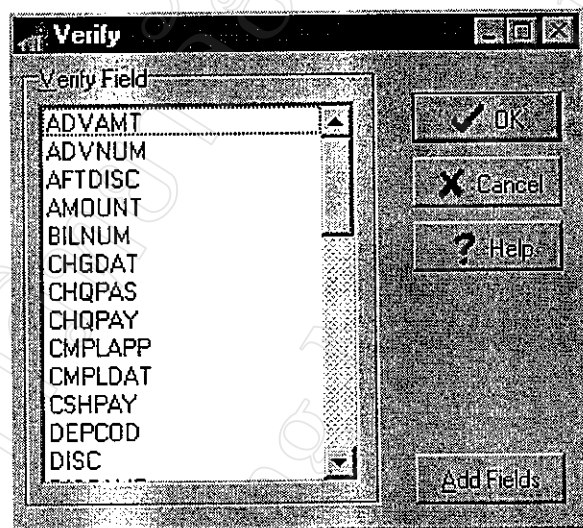 Verify
Verify Field
ADVAMT
ADVNUM
AFTDISC
AMOUNT
BILNUM
CHGDAT
CHQPAS
CHQPAY
CMPLAPP
CMPLDAT
CSHPAY
DEPCOD
DISC
OK
Cancel
Help
Add Fields